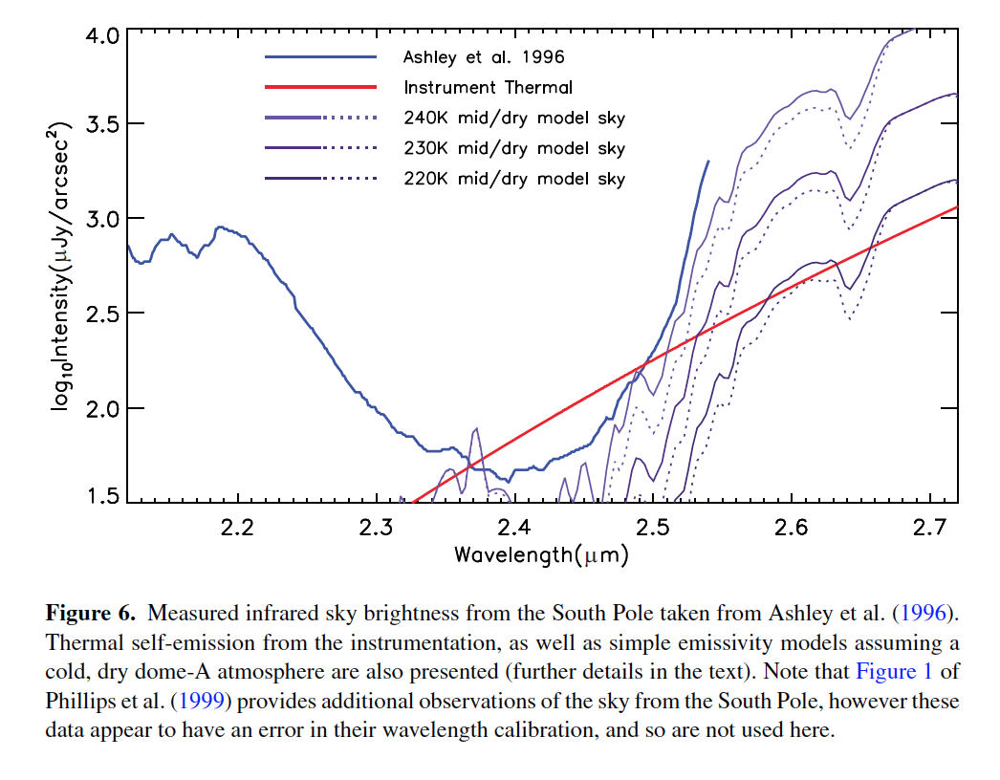 4.0
3.5
3.0
2.5
2.0
1.5
log10Intensity(μJy/arcsec2)
Ashley et al. 1996
Instrument Thermal
240K mid/dry model sky
230K mid/dry model sky
220K mid/dry model sky
2.2 2.3 2.4 2.5 2.6 2.7
Wavelength(μm)
Figure 6. Measured infrared sky brightness from the South Pole taken from Ashley et al. (1996).
Thermal self-emission from the instrumentation, as well as simple emissivity models assuming a
cold, dry dome-A atmosphere are also presented (further details in the text). Note that Figure 1 of
Phillips et al. (1999) provides additional observations of the sky from the South Pole, however these
data appear to have an error in their wavelength calibration, and so are not used here.